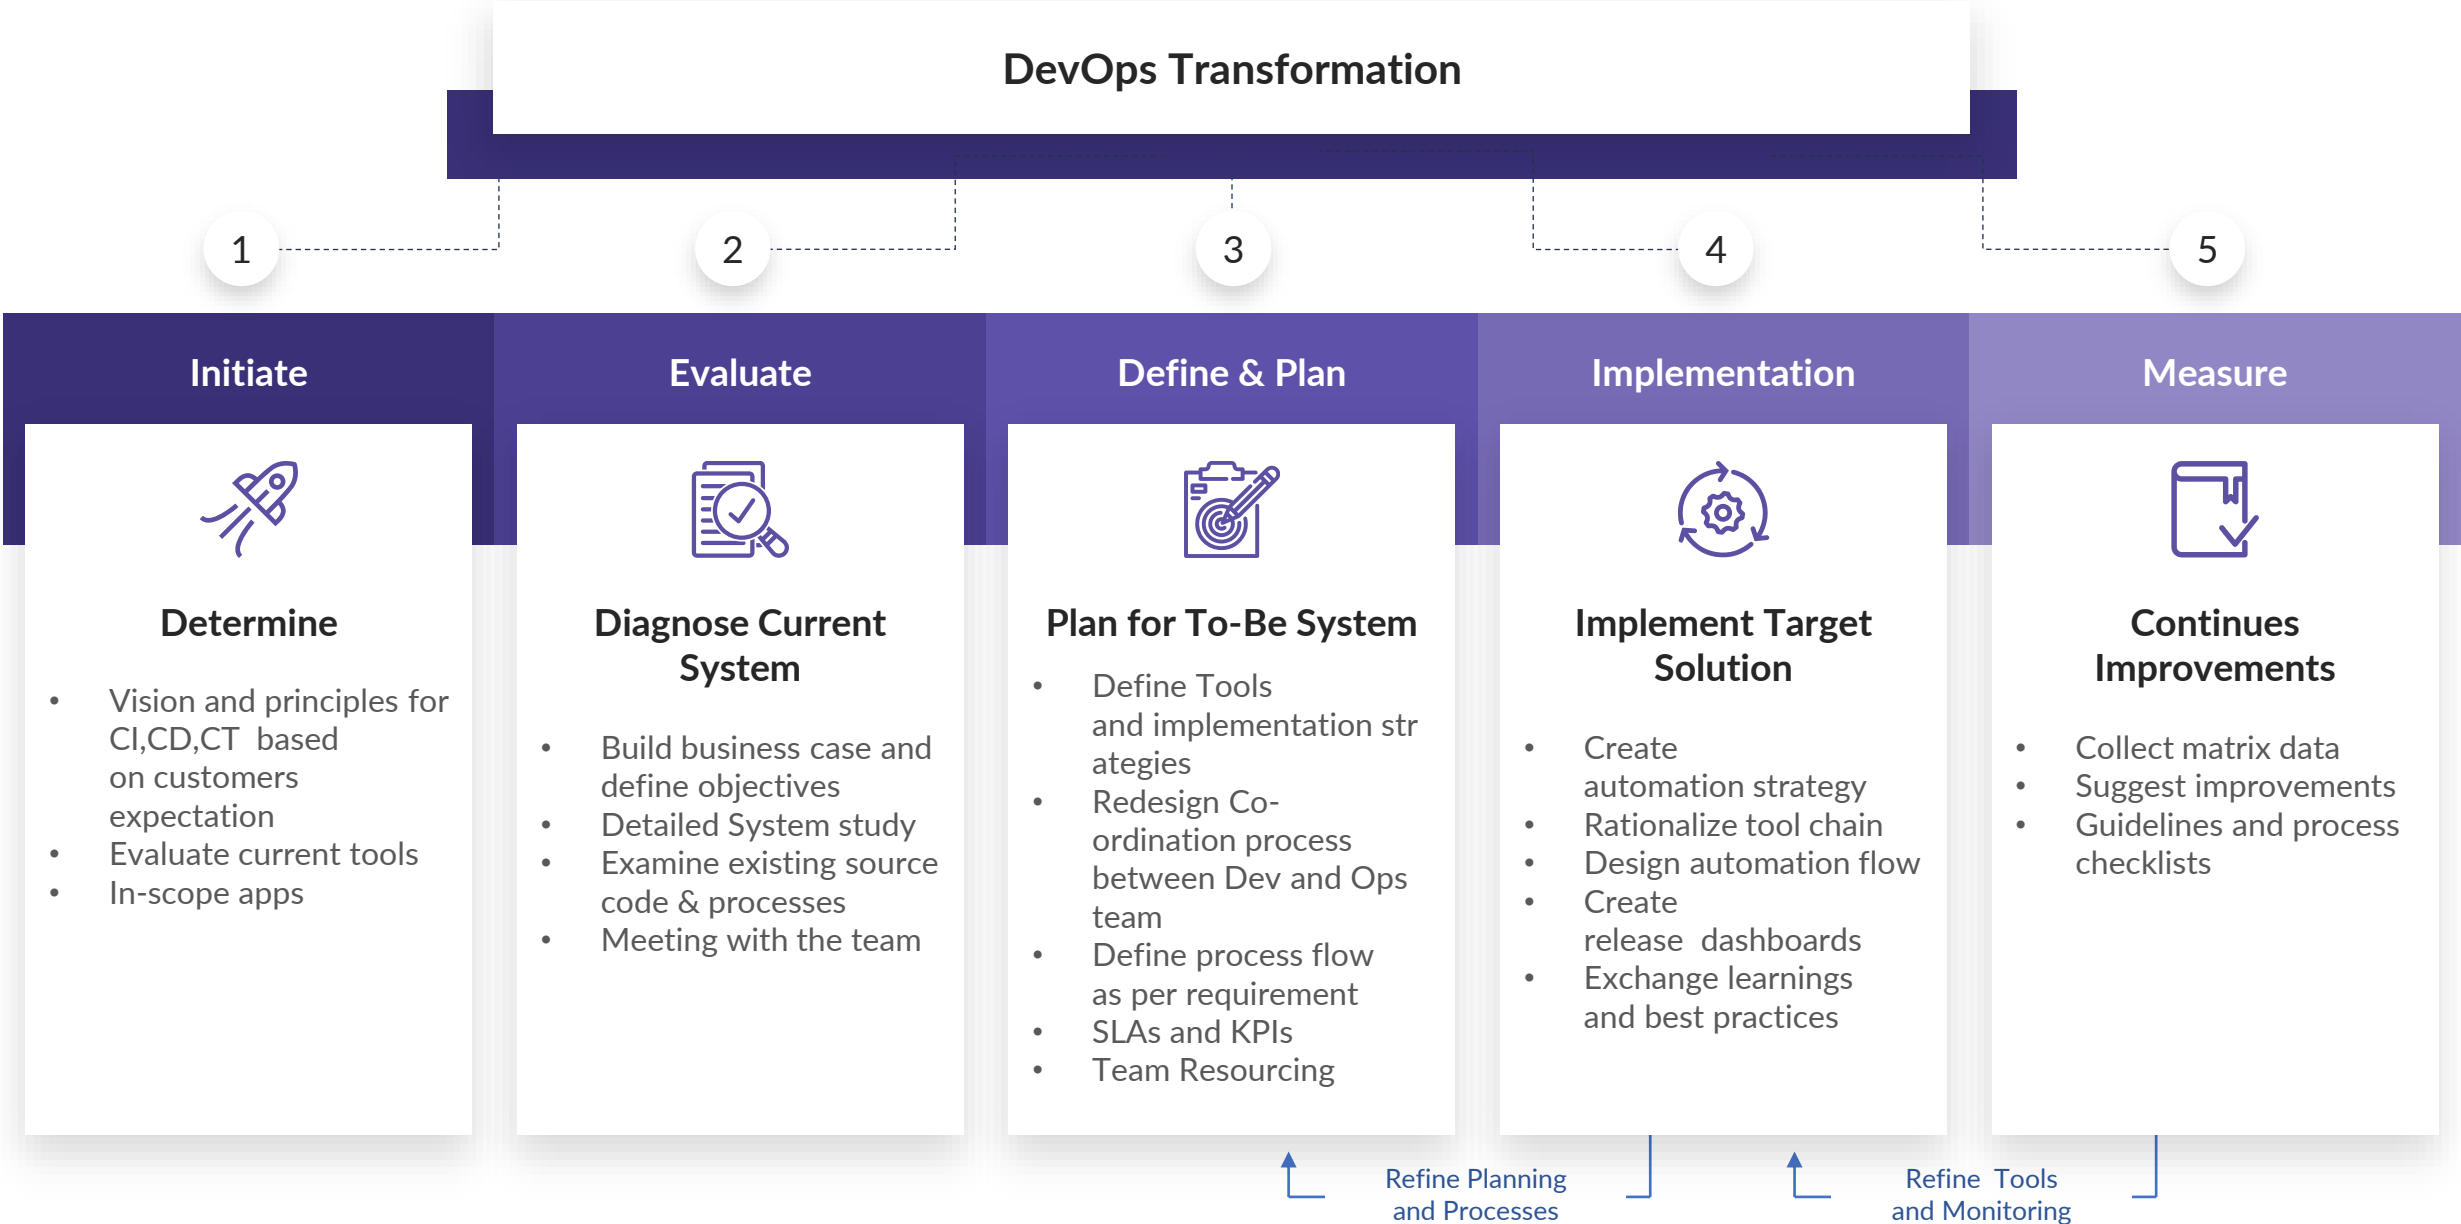 DevOps Transformation
1
2
3
4
5
Initiate
Evaluate
Define & Plan
Implementation
Measure
Determine
• Vision and principles for
CI,CD,CT  based
on customers
expectation
• Evaluate current tools
• In-scope apps
Diagnose Current
System
• Build business case and
define objectives
• Detailed System study
• Examine existing source
code & processes
• Meeting with the team
Plan for To-Be System
• Define Tools
and implementation str
ategies
• Redesign Co-
ordination process
between Dev and Ops
team
• Define process flow
as per requirement
• SLAs and KPIs
• Team Resourcing
Implement Target
Solution
• Create
automation strategy
• Rationalize tool chain
• Design automation flow
• Create
release  dashboards
• Exchange learnings
and best practices
Continues
Improvements
• Collect matrix data
• Suggest improvements
• Guidelines and process
checklists
Refine Planning
and Processes
Refine  Tools
and Monitoring